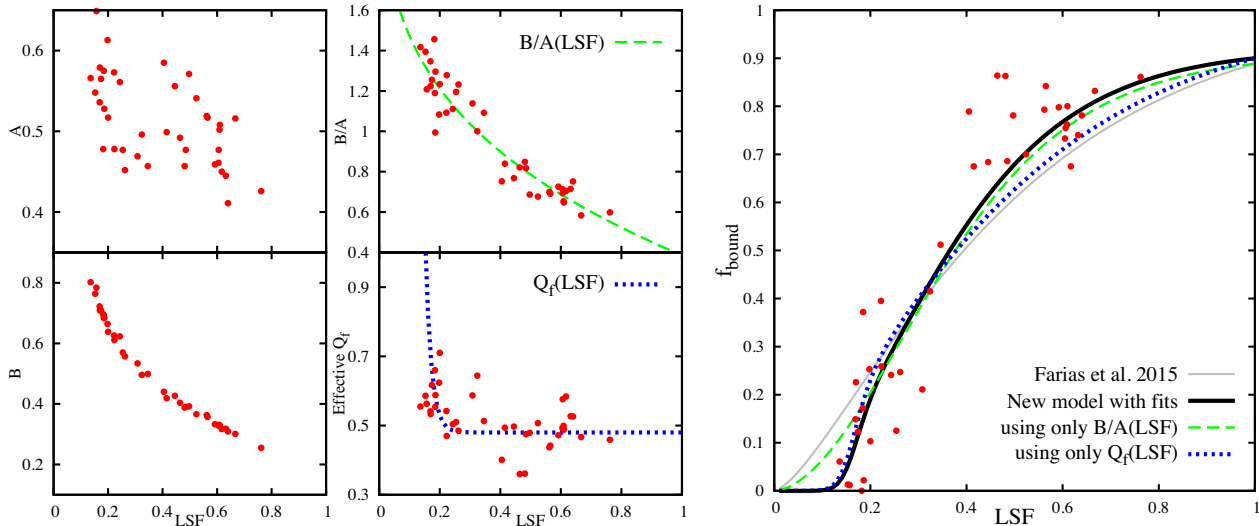 0.6
0.5
0.4
A
0.8
0.6
0.4
0.2
B
0 0.2 0.4 0.6 0.8 1
LSF
1.6
1.4
1.2
1
0.8
0.6
0.4
B/A
B/A(LSF)
0.9
0.7
0.5
0.3
Effective Q_f
Q_f(LSF)
0 0.2 0.4 0.6 0.8 1
LSF
1
0.9
0.8
0.7
0.6
0.5
0.4
0.3
0.2
0.1
0
f_bound
Farias et al. 2015
New model with fits
using only B/A(LSF)
using only Q_f(LSF)
0 0.2 0.4 0.6 0.8 1
LSF